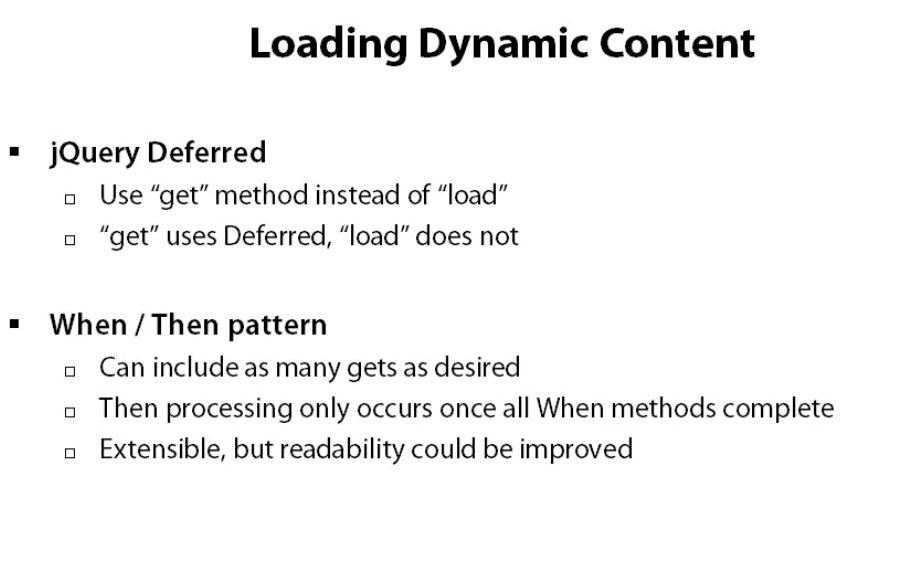 Loading Dynamic Content
▪ jQuery Deferred
▫ Use “get” method instead of “load”
▫ “get” uses Deferred, “load” does not
▪ When / Then pattern
▫ Can include as many gets as desired
▫ Then processing only occurs once all When methods complete
▫ Extensible, but readability could be improved